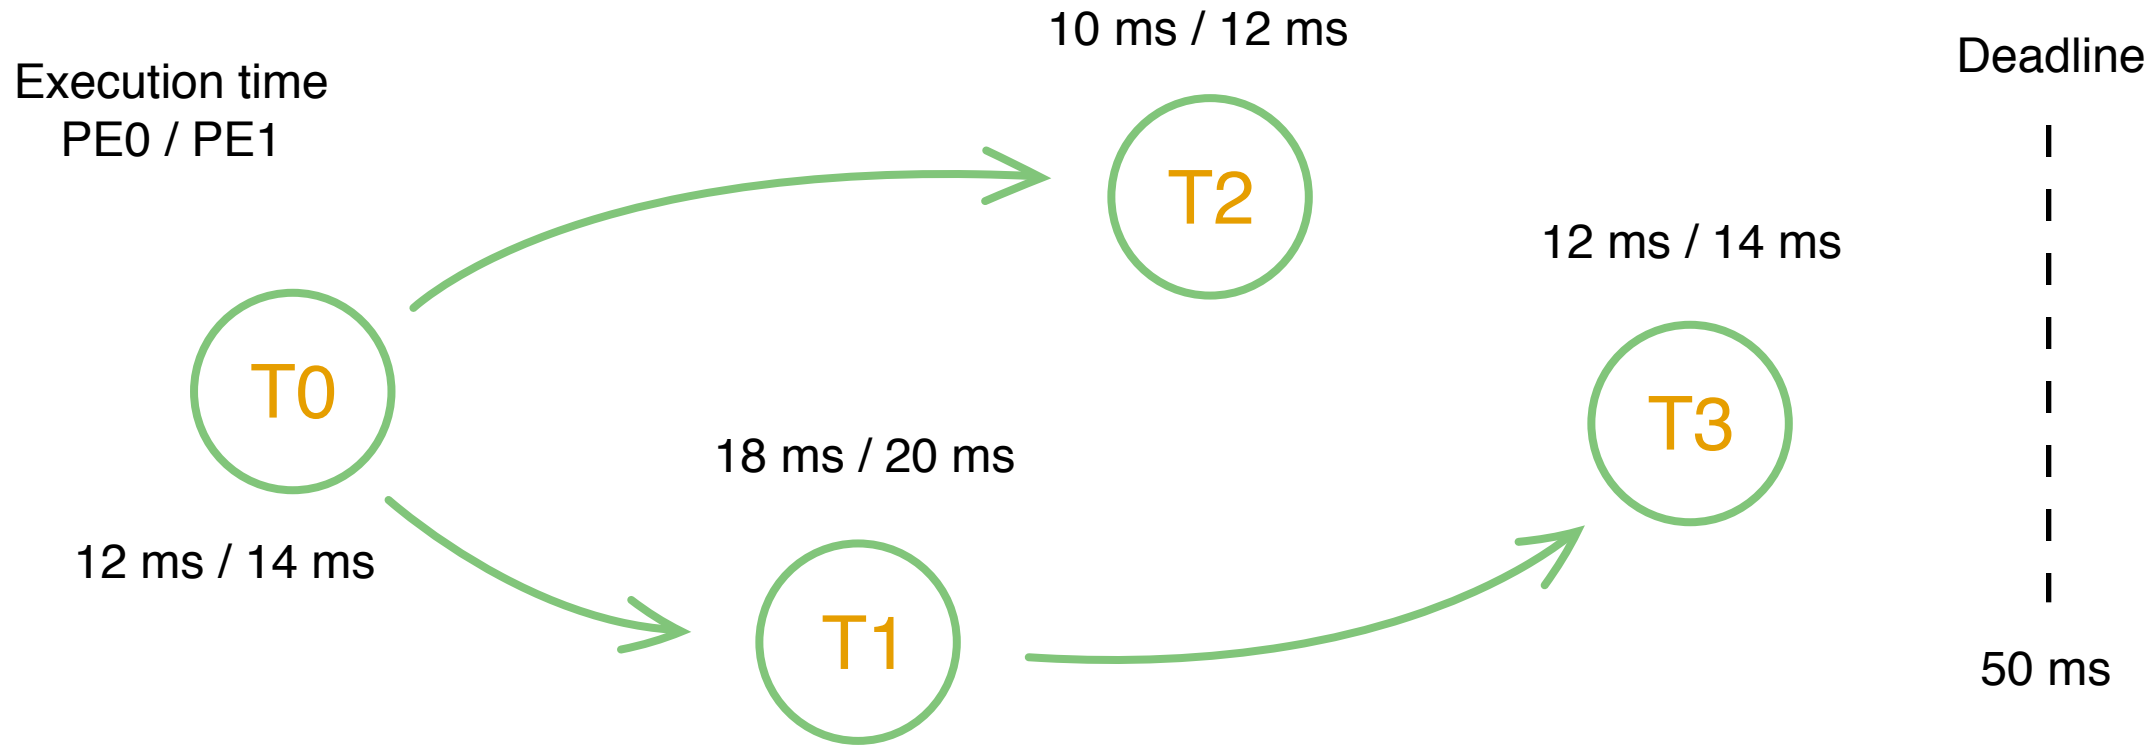 Execution time
PE0 / PE1
10 ms / 12 ms
Deadline
T2
12 ms / 14 ms
T0
T3
18 ms / 20 ms
12 ms / 14 ms
T1
50 ms